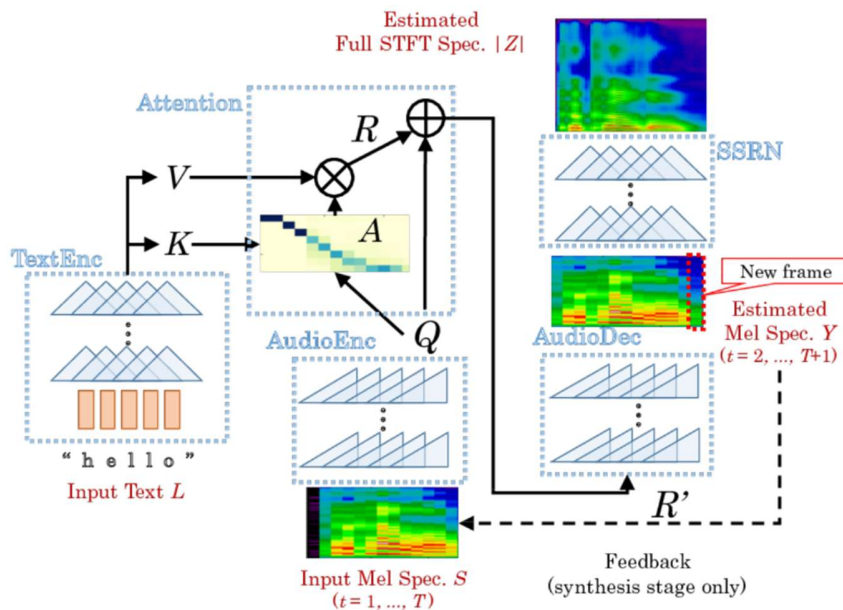 Estimated
Full STFT Spec. |Z|
Attention
R
SSRN
V
A
K
TextEnc
New frame
Estimated
Mel Spec. Y
(t = 2, ..., T+1)
AudioEnc
Q
AudioDec
"hello"
Input Text L
R'
Input Mel Spec. S
(t = 1, ..., T)
Feedback
(synthesis stage only)